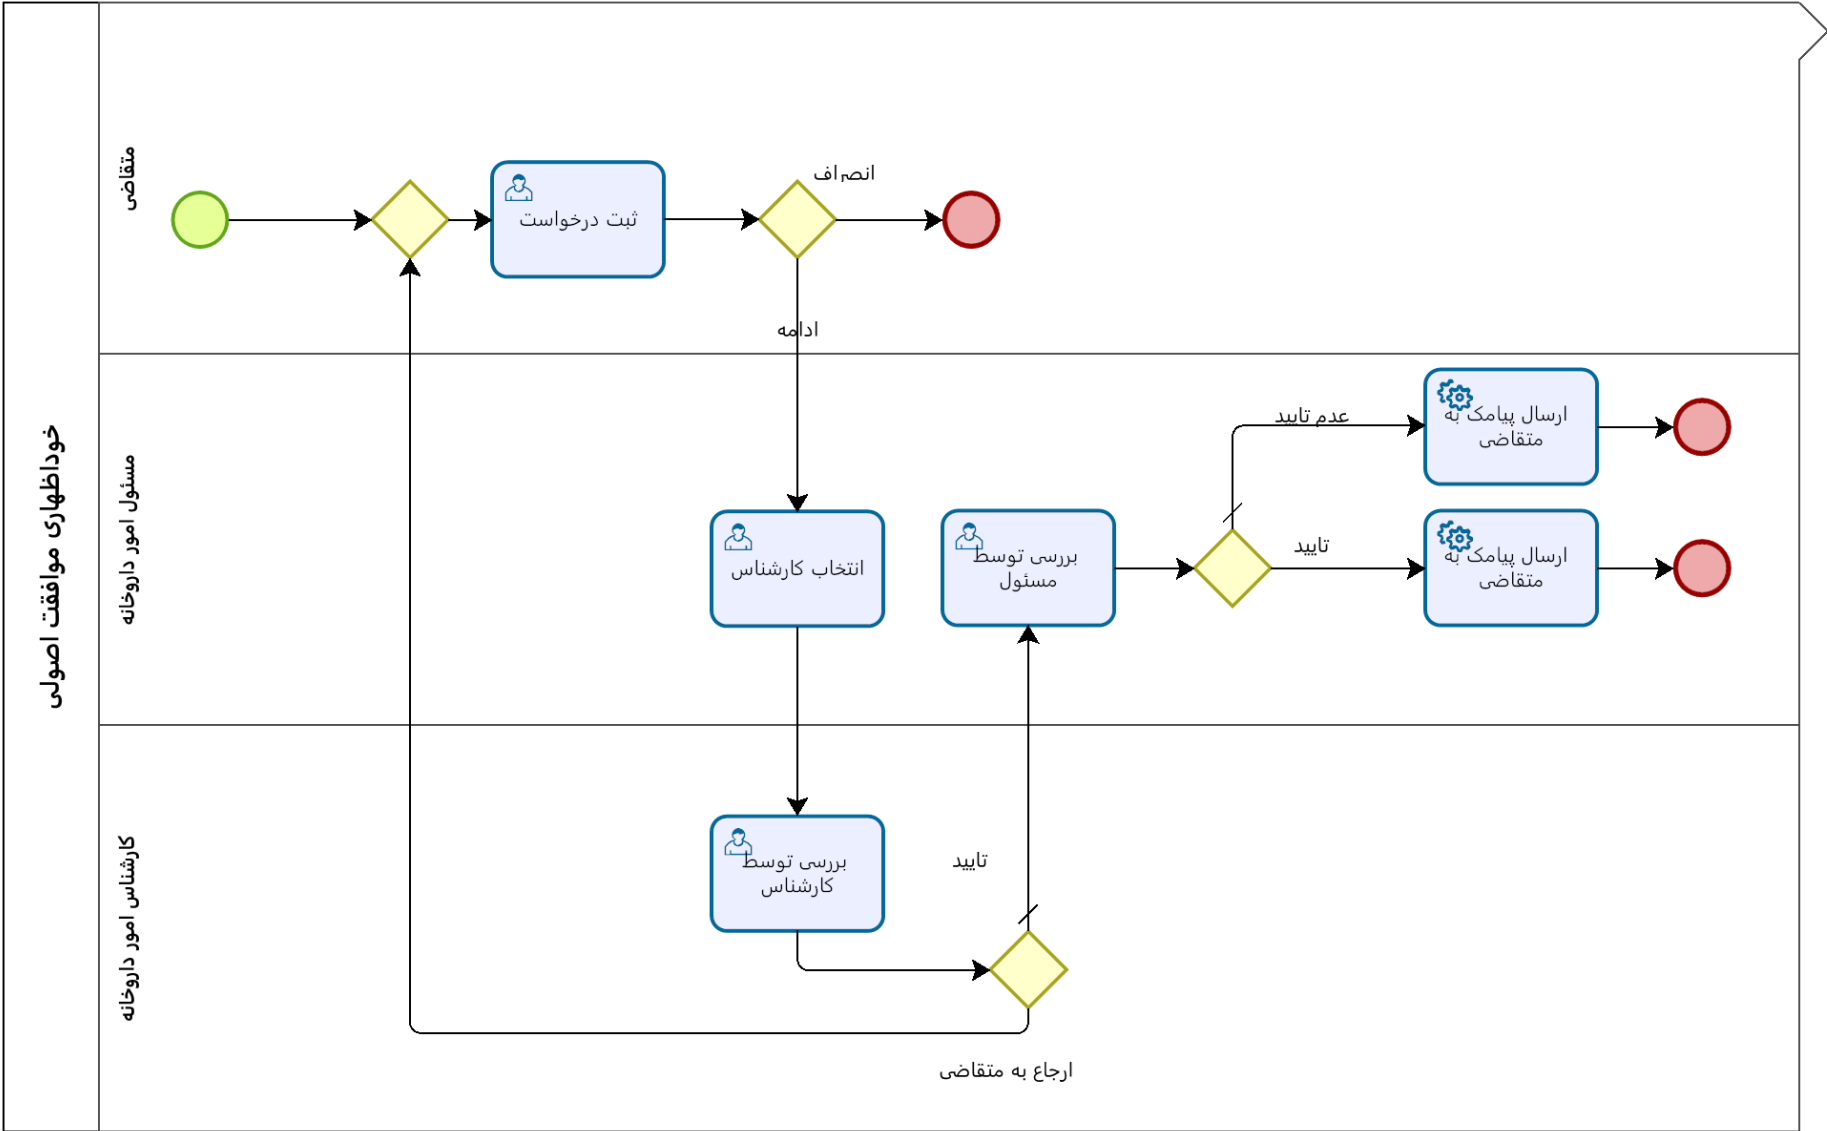 خوداظهاری موافقت اصولی
متقاضی
ثبت درخواست
انصراف
ادامه
مسئول امور داروخانه
انتخاب کارشناس
بررسی توسط
مسئول
عدم تایید
ارسال پیامک به
متقاضی
تایید
ارسال پیامک به
متقاضی
کارشناس امور داروخانه
بررسی توسط
کارشناس
تایید
ارجاع به متقاضی